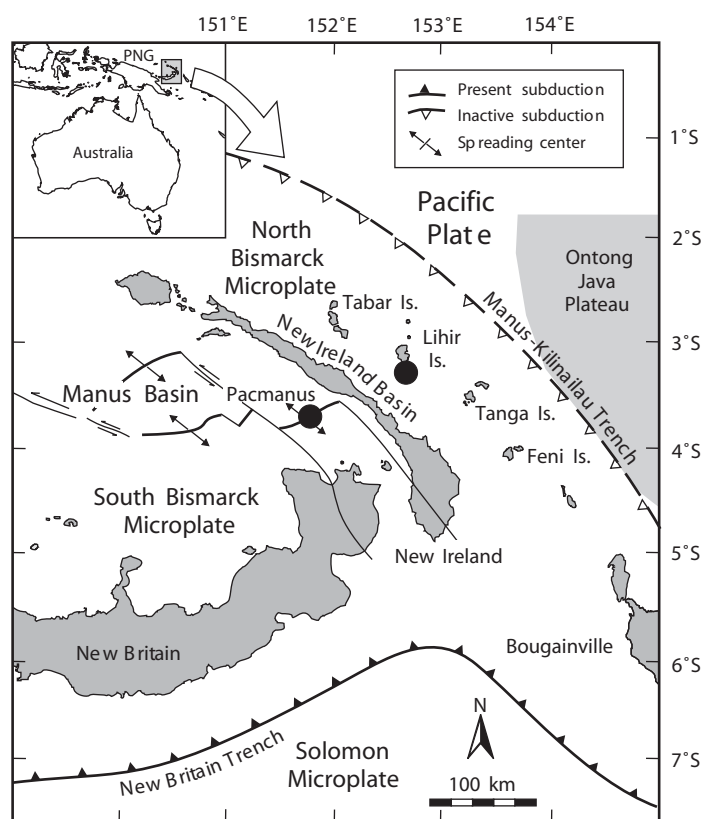 151°E
152°E
153°E
154°E
PNG
Australia
Present subduction
Inactive subduction
Spreading center
1°S
Pacific
Plate
2°S
North
Bismarck
Microplate
Ontong
Java
Plateau
Tabar Is.
Lihir
Is.
New Ireland Basin
Manus-Kilinailau Trench
3°S
Manus Basin
Pacmanus
Tanga Is.
4°S
Feni Is.
South Bismarck
Microplate
New Ireland
5°S
New Britain
Bougainville
6°S
N
New Britain Trench
Solomon
Microplate
7°S
100 km